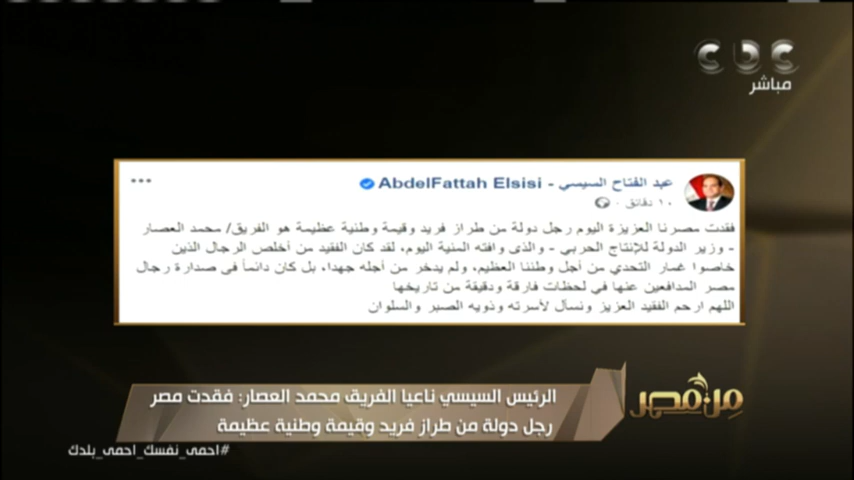 cbc
مباشر
عبد الفتاح السيسي - AbdelFattah Elsisi
١٠ دقائق
فقدت مصرنا العزيزة اليوم رجل دولة من طراز فريد وقيمة وطنية عظيمة هو الفريق/ محمد العصار
- وزير الدولة للإنتاج الحربي - والذى وافته المنية اليوم، لقد كان الفقيد من أخلص الرجال الذين
خاضوا غمار التحدي من أجل وطننا العظيم، ولم يدخر من أجله جهدا، بل كان دائماً فى صدارة رجال
مصر المدافعين عنها في لحظات فارقة ودقيقة من تاريخها
اللهم ارحم الفقيد العزيز ونسأل لأسرته وذويه الصبر والسلوان
الرئيس السيسي ناعيا الفريق محمد العصار: فقدت مصر
رجل دولة من طراز فريد وقيمة وطنية عظيمة
من مصر
#احمي_نفسك_احمي_بلدك